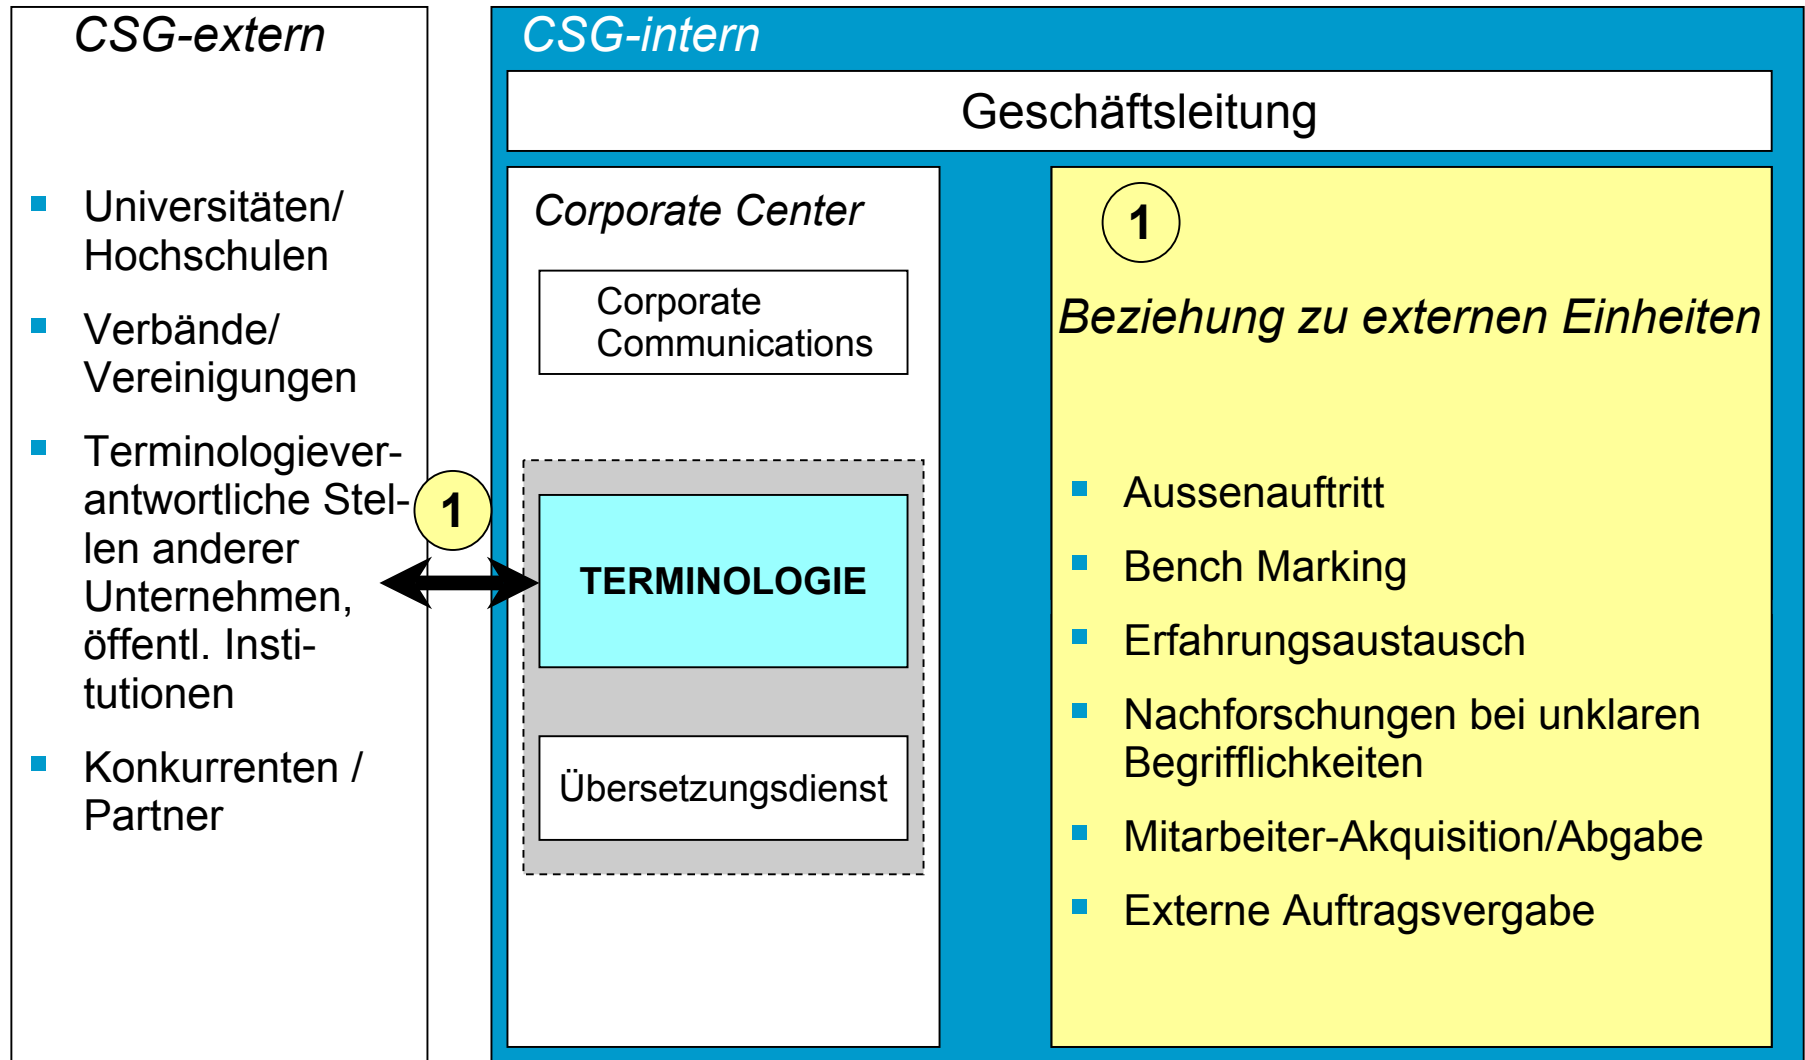 CSG-extern
Universitäten/
Hochschulen
Verbände/
Vereinigungen
Terminologiever-
antwortliche Stel-
len anderer
Unternehmen,
öffentl. Insti-
tutionen
Konkurrenten /
Partner
1
CSG-intern
Geschäftsleitung
Corporate Center
Corporate
Communications
TERMINOLOGIE
Übersetzungsdienst
1
Beziehung zu externen Einheiten
Aussenauftritt
Bench Marking
Erfahrungsaustausch
Nachforschungen bei unklaren
Begrifflichkeiten
Mitarbeiter-Akquisition/Abgabe
Externe Auftragsvergabe